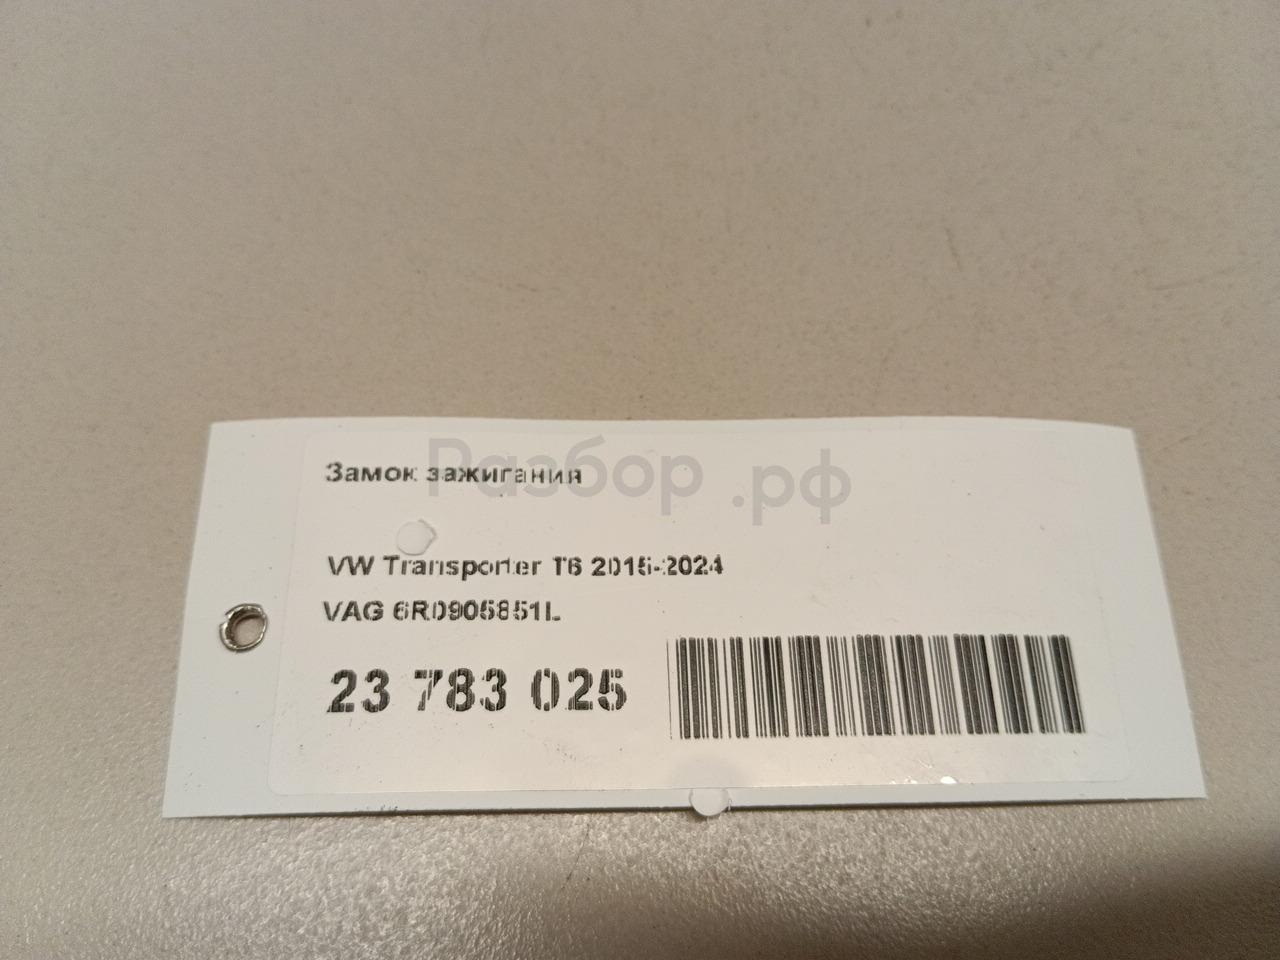 Замок зажигания
Разбор.рф
VW Transporter T6 2015-2024
VAG 6R0905851L
23 783 025